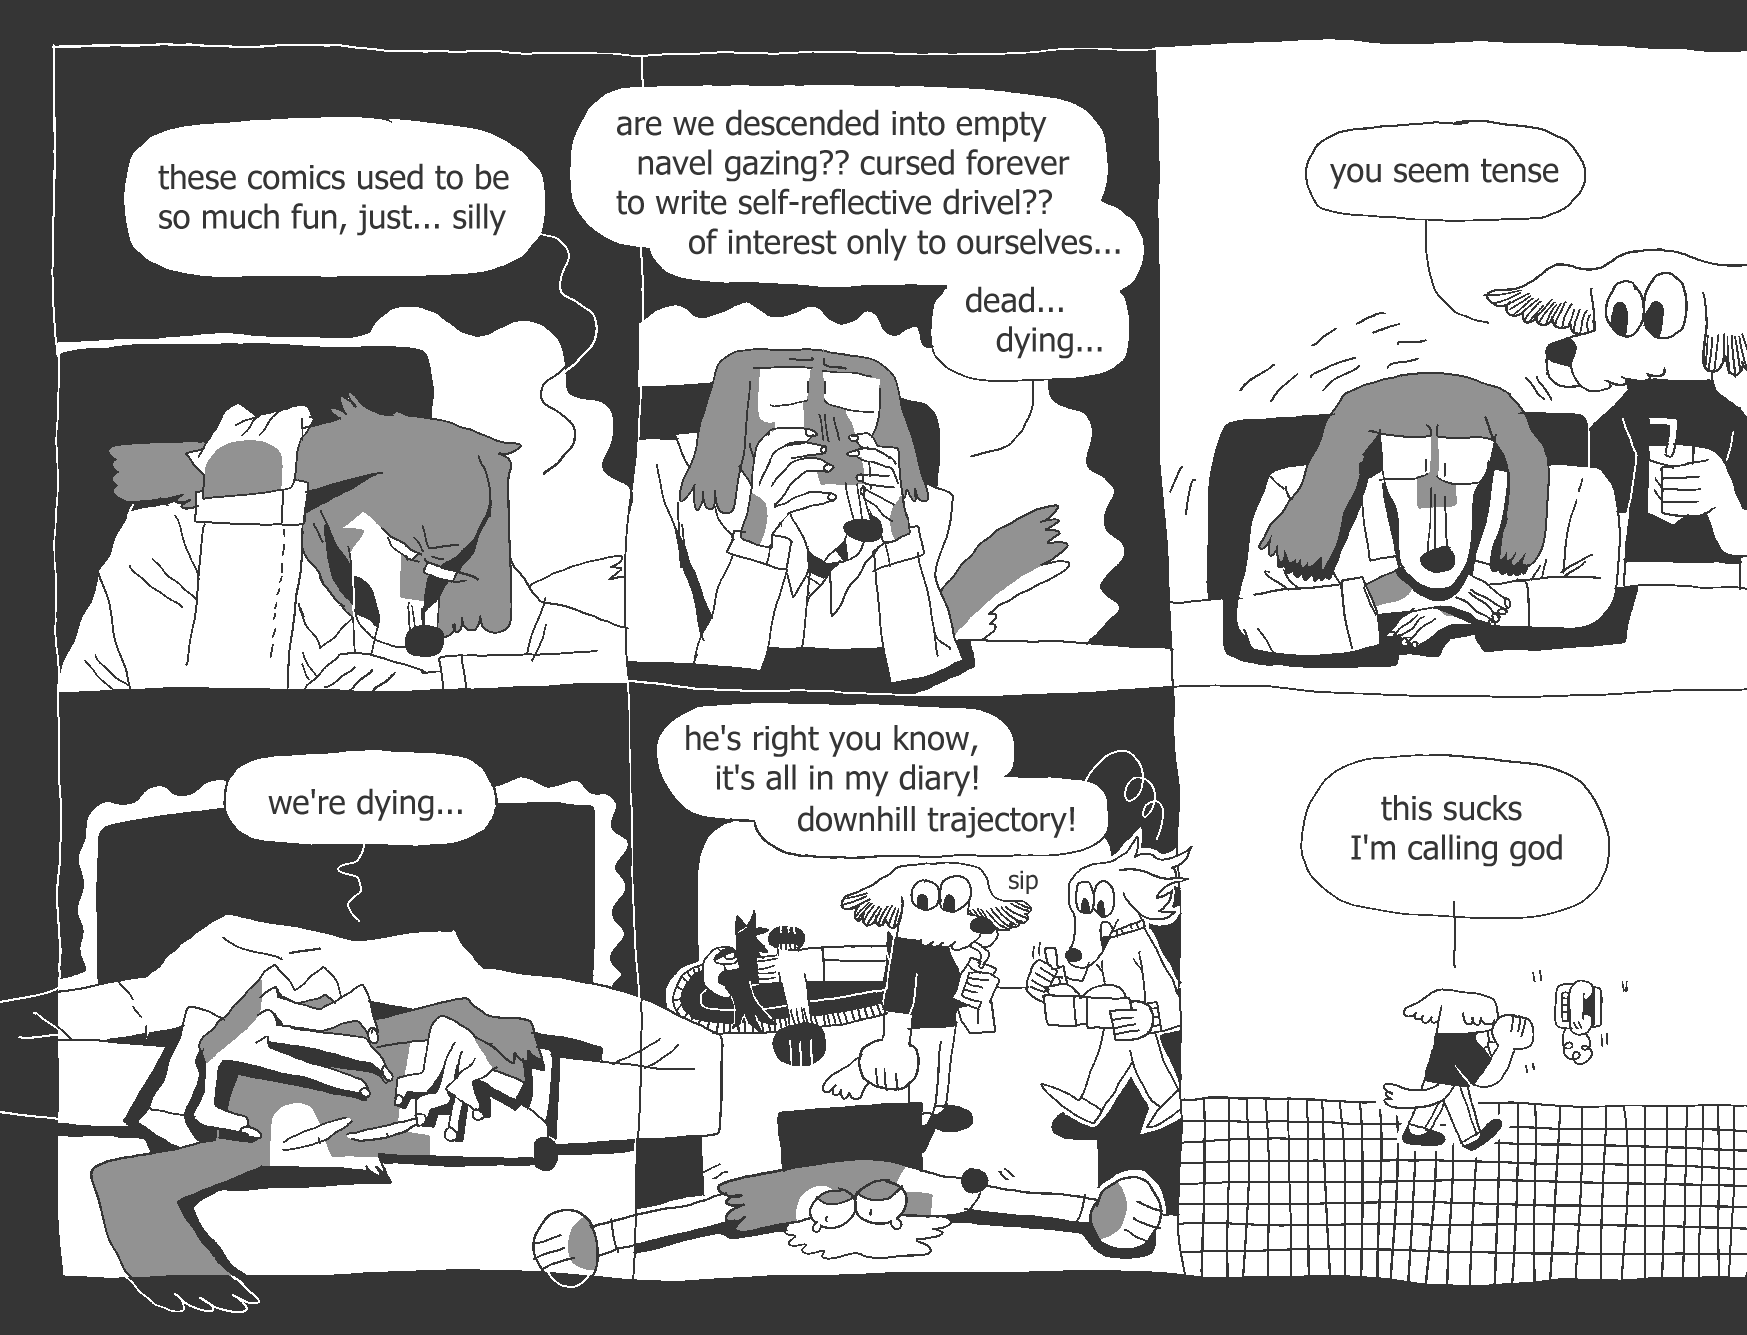 these comics used to be
so much fun, just... silly
are we descended into empty
navel gazing?? cursed forever
to write self-reflective drivel??
of interest only to ourselves...
dead...
dying...
you seem tense
we're dying...
he's right you know,
it's all in my diary!
downhill trajectory!
sip
this sucks
I'm calling god